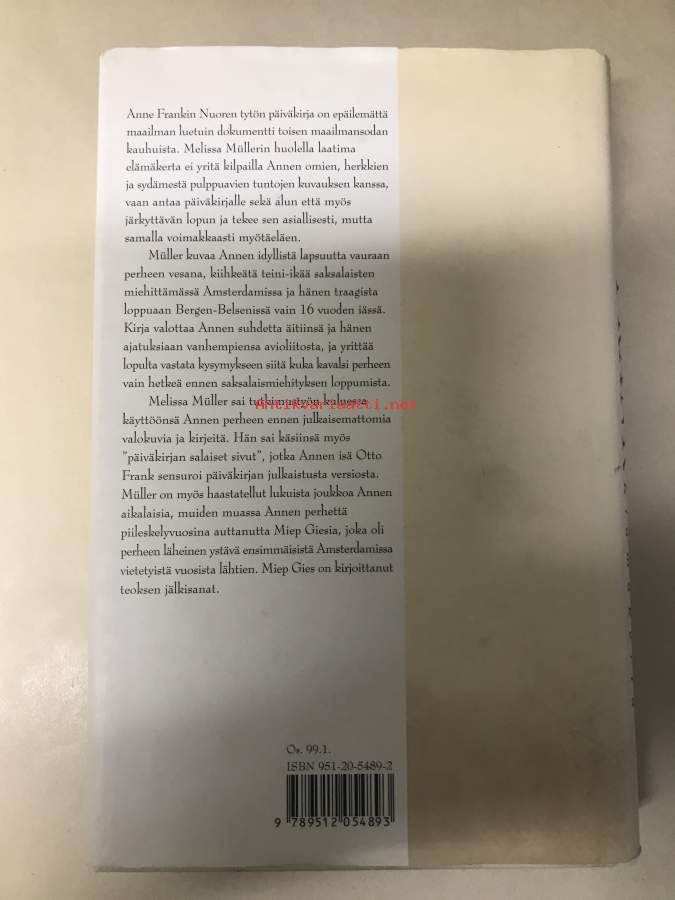 Anne Frankin Nuoren tytön päiväkirja on epäilemättä
maailman luetuin dokumentti toisen maailmansodan
kauhuista. Melissa Müllerin huolella laatima
elämäkerta ei yritä kilpailla Annen omien, herkkien
ja sydämestä pulppuavien tuntojen kuvauksen kanssa,
vaan antaa päiväkirjalle sekä alun että myös
järkyttävän lopun ja tekee sen asiallisesti, mutta
samalla voimakkaasti myötäeläen.
Müller kuvaa Annen idyllistä lapsuutta vauraan
perheen vesana, kiihkeätä teini-ikää saksalaisten
miehittämässä Amsterdamissa ja hänen traagista
loppuaan Bergen-Belsenissä vain 16 vuoden iässä.
Kirja valottaa Annen suhdetta äitiinsä ja hänen
ajatuksiaan vanhempiensa avioliitosta, ja yrittää
lopulta vastata kysymykseen siitä kuka kavalsi perheen
vain hetkeä ennen saksalaismiehityksen loppumista.
Melissa Müller sai tutkimustyön kuluessa
Antikvariaatti.net
käyttöönsä Annen perheen ennen julkaisemattomia
valokuvia ja kirjeitä. Hän sai käsiinsä myös
"päiväkirjan salaiset sivut", jotka Annen isä Otto
Frank sensuroi päiväkirjan julkaistusta versiosta.
Müller on myös haastatellut lukuista joukkoa Annen
aikalaisia, muiden muassa Annen perhettä
piileskelyvuosina auttanutta Miep Giesia, joka oli
perheen läheinen ystävä ensimmäisistä Amsterdamissa
vietetyistä vuosista lähtien. Miep Gies on kirjoittanut
teoksen jälkisanat.
Os. 99.1.
ISBN 951-20-5489-2
9 789512 054893